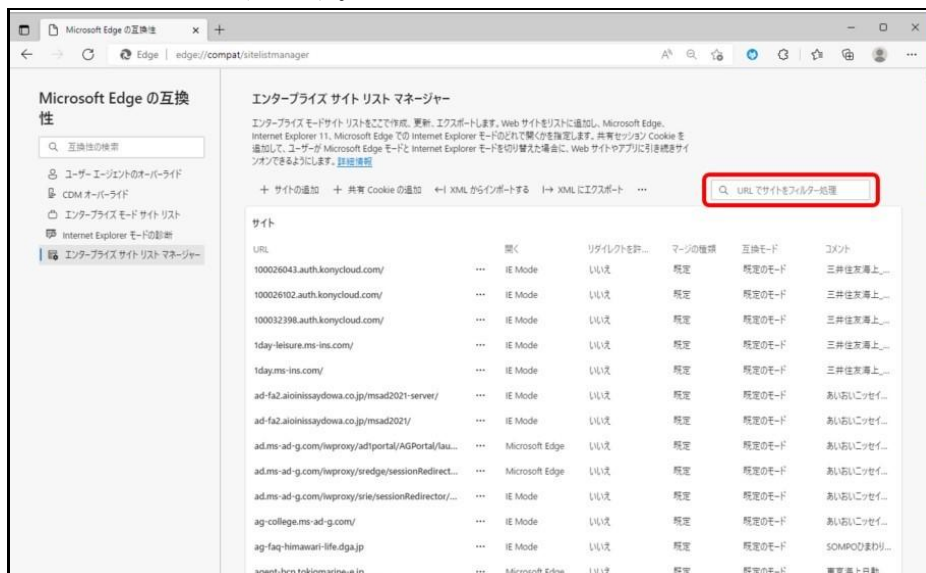 Microsoft Edge の互換性
Edge edge://compat/sitelistmanager
Microsoft Edge の互換
性
互換性の検索
ユーザー エージェントのオーバーライド
CDM オーバーライド
エンタープライズ モード サイト リスト
Internet Explorer モードの診断
エンタープライズ サイト リスト マネージャー
エンタープライズ サイト リスト マネージャー
エンタープライズ モードサイト リストをここで作成、更新、エクスポートします。Web サイトをリストに追加し、Microsoft Edge、
Internet Explorer 11、Microsoft Edge での Internet Explorer モードのどれで開くかを指定します。共有セッション Cookie を
追加して、ユーザーが Microsoft Edge モードと Internet Explorer モードを切り替えた場合に、Web サイトやアプリに引き続きサイ
ンオンできるようにします。詳細情報
+ サイトの追加 + 共有 Cookie の追加 XML からインポートする XML にエクスポート ...
URL でサイトをフィルター処理
サイト
URL 開く リダイレクトを許... マージの種類 互換モード コメント
100026043.auth.konycloud.com/ ... IE Mode いいえ 既定 既定のモード 三井住友海上_...
100026102.auth.konycloud.com/ ... IE Mode いいえ 既定 既定のモード 三井住友海上_...
100032398.auth.konycloud.com/ ... IE Mode いいえ 既定 既定のモード 三井住友海上_...
1day-leisure.ms-ins.com/ ... IE Mode いいえ 既定 既定のモード 三井住友海上_...
1day.ms-ins.com/ ... IE Mode いいえ 既定 既定のモード 三井住友海上_...
ad-fa2.aioinissaydowa.co.jp/msad2021-server/ ... IE Mode いいえ 既定 既定のモード あいおいニッセイ...
ad-fa2.aioinissaydowa.co.jp/msad2021/ ... IE Mode いいえ 既定 既定のモード あいおいニッセイ...
ad.ms-ad-g.com/iwproxy/ad1portal/AGPortal/lau... ... Microsoft Edge いいえ 既定 既定のモード あいおいニッセイ...
ad.ms-ad-g.com/iwproxy/sredge/sessionRedirect... ... Microsoft Edge いいえ 既定 既定のモード あいおいニッセイ...
ad.ms-ad-g.com/iwproxy/srie/sessionRedirector/... ... IE Mode いいえ 既定 既定のモード あいおいニッセイ...
ag-college.ms-ad-g.com/ ... IE Mode いいえ 既定 既定のモード あいおいニッセイ...
ag-faq-himawari-life.dga.jp ... IE Mode いいえ 既定 既定のモード SOMPOひまわり...
agent-hcp.tokiomarine-e.jp ... Microsoft Edge いいえ 既定 既定のモード 東京海上日動